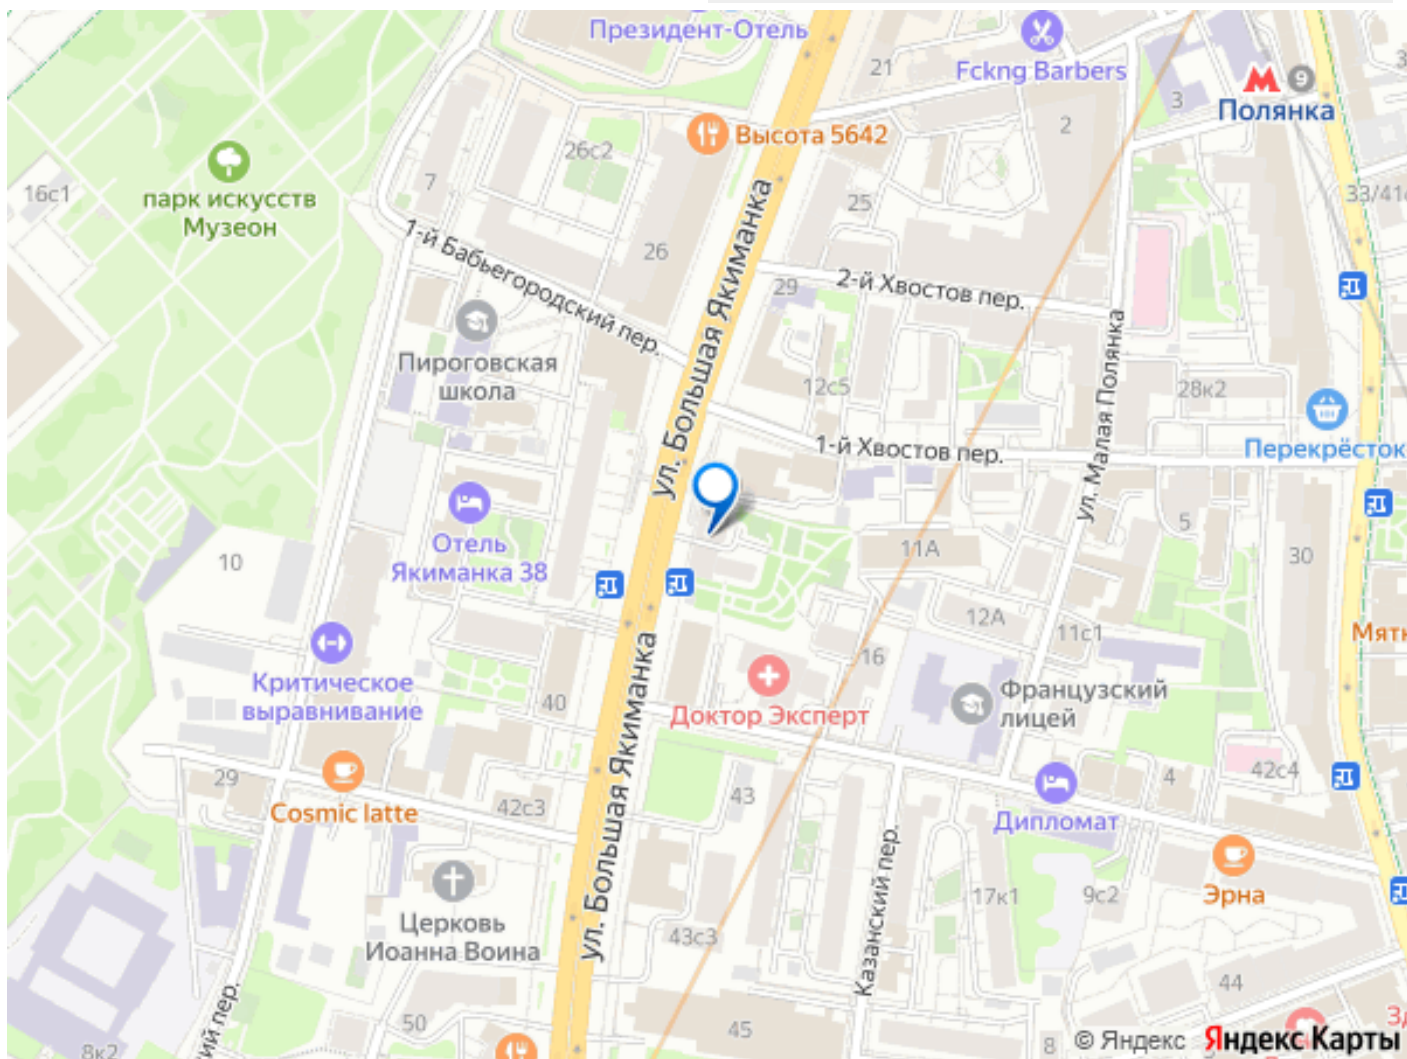 Президент-Отель
21
Fckng Barbers
9
3
Полянка
2
Высота 5642
26с2
16с1
7
парк искусств
Музеон
25
33/41
1-й Бабьегородский пер.
26
ул. Большая Якиманка
2-й Хвостов пер.
29
Пироговская
школа
12с5
ул. Малая Полянка
28к2
1-й Хвостов пер.
Перекрёсток
5
Отель
Якиманка 38
10
11А
30
12А
11с1
16
Критическое
выравнивание
40
Доктор Эксперт
Французский
лицей
ул. Большая Якиманка
29
Cosmic latte
42с3
43
4
42с4
Дипломат
Казанский пер.
Эрна
17к1
9с2
Церковь
Иоанна Воина
43с3
44
50
45
8
8к2
© Яндекс Яндекс Карты